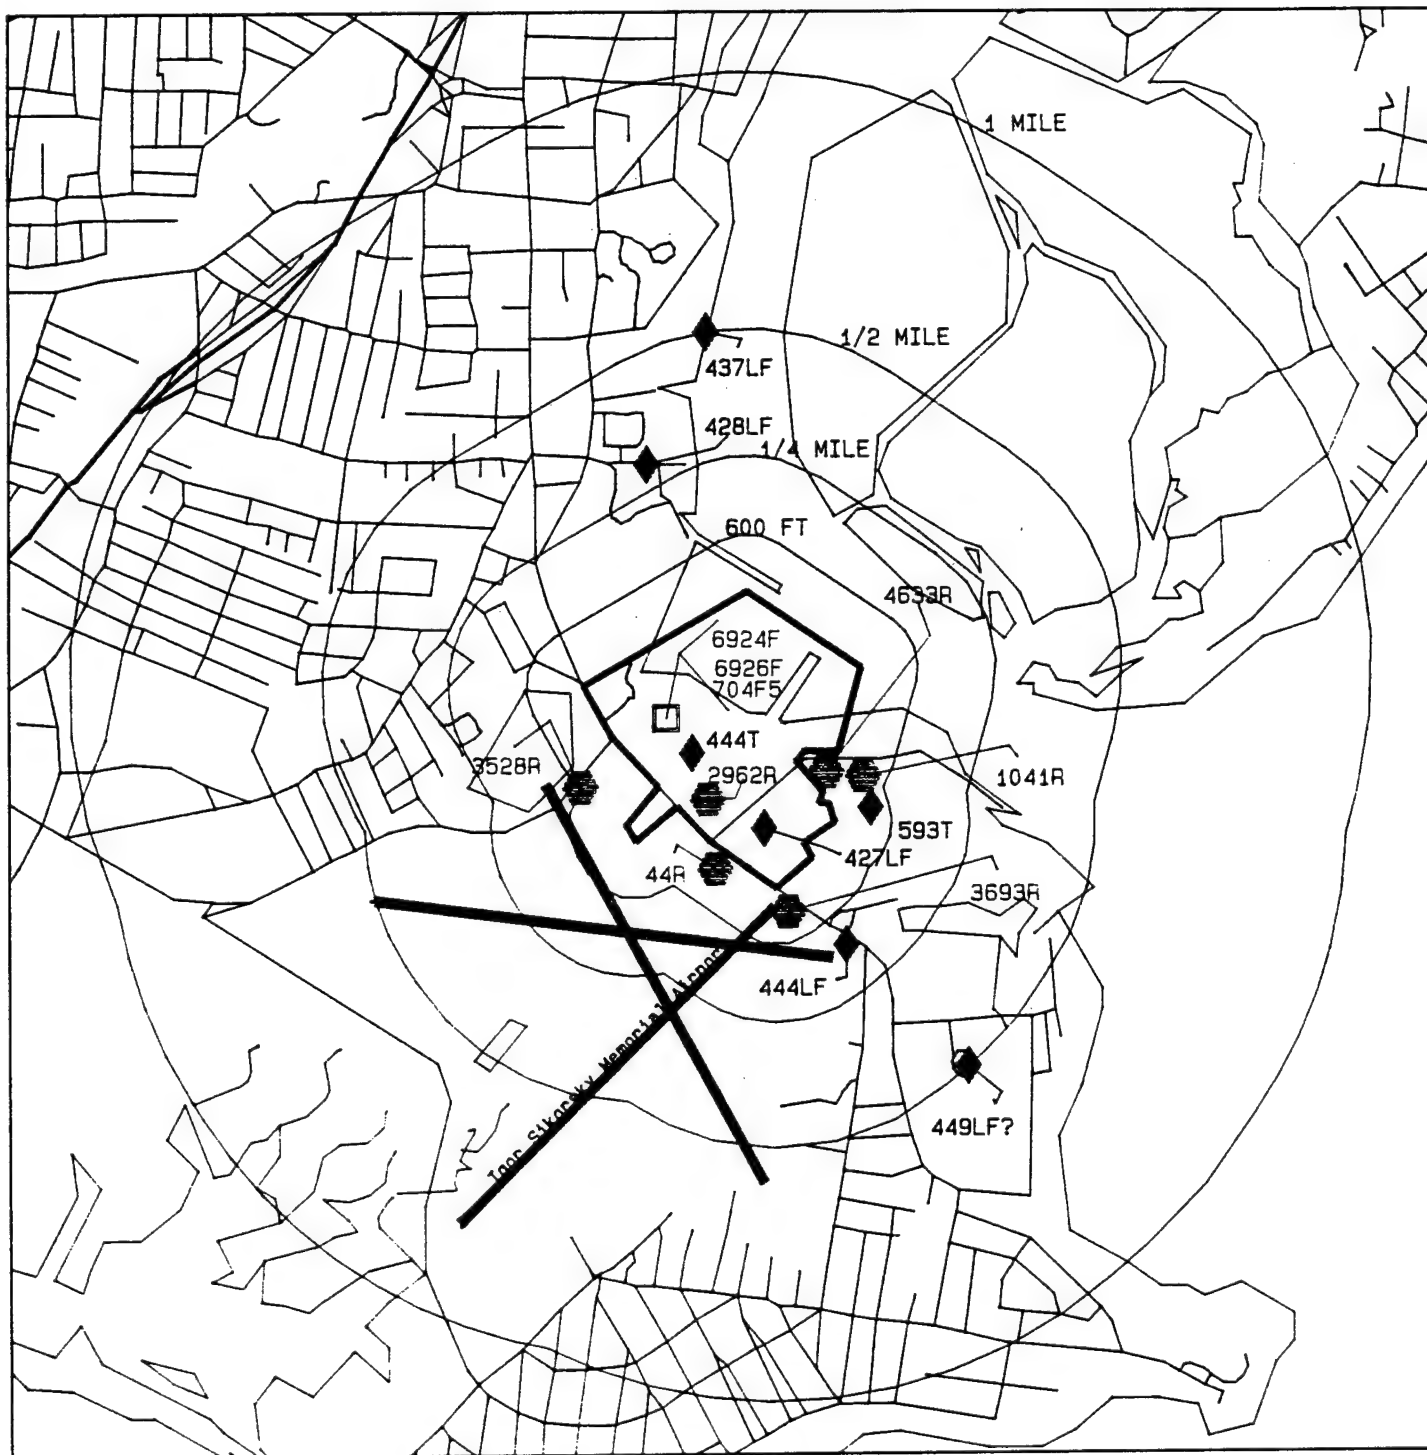 1 MILE
1/2 MILE
437LF
428LF
1/4 MILE
600 FT
4633R
6924F
6926F
704F5
444T
3528R
2962R
1041R
593T
427LF
44R
3693R
444LF
Igor Sikorsky Memorial Airport
449LF?